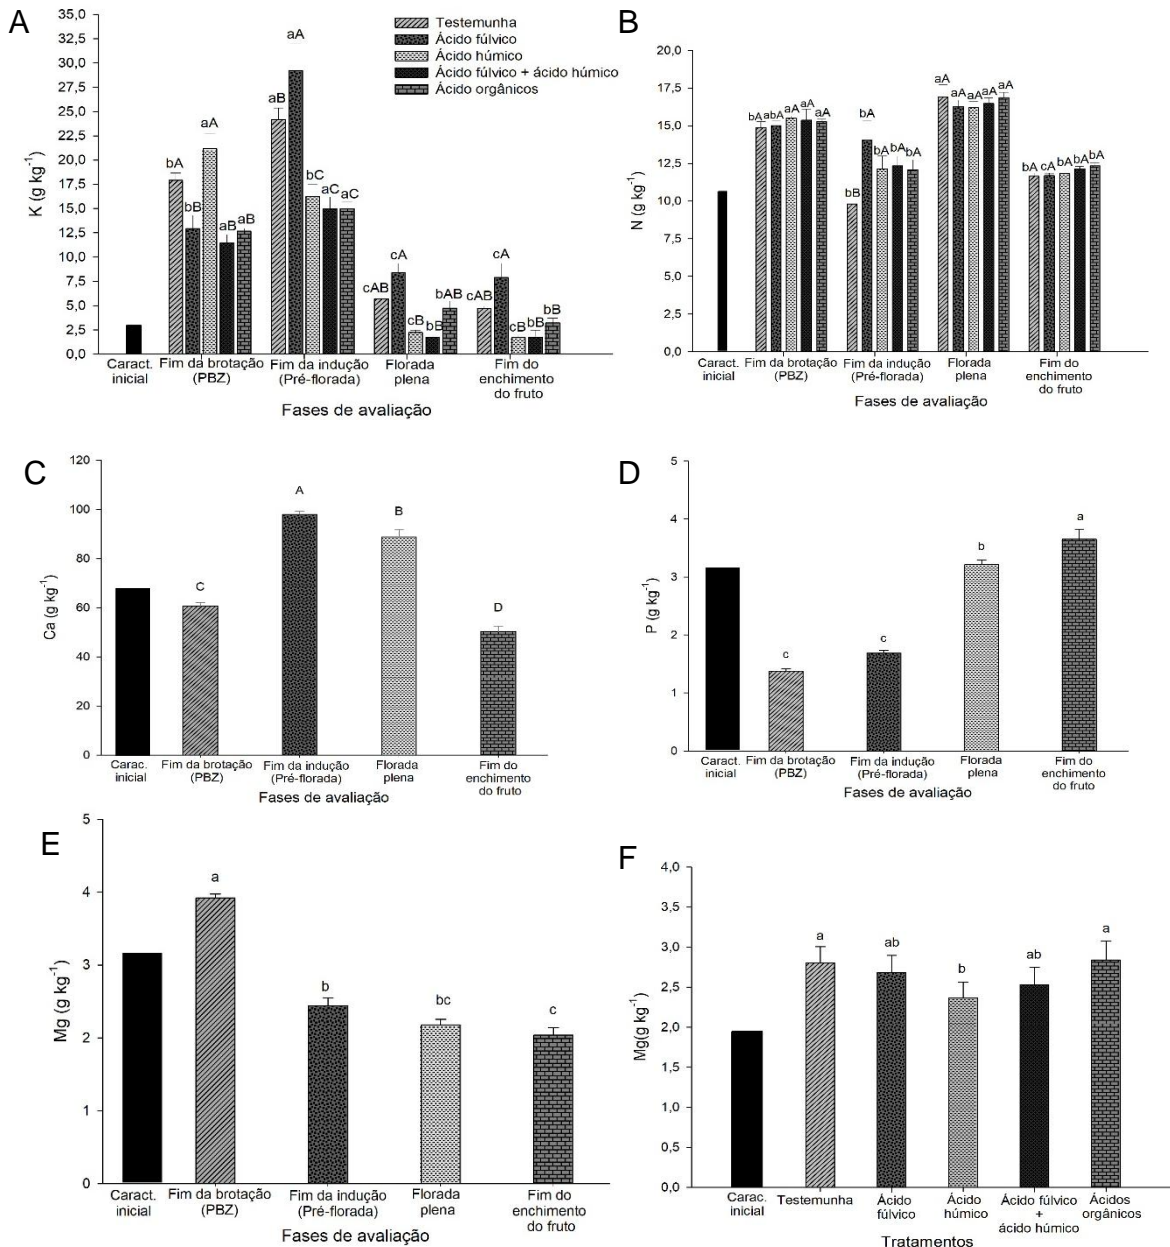 A
K (g kg-1)
35,0
32,5
30,0
27,5
25,0
22,5
20,0
17,5
15,0
12,5
10,0
7,5
5,0
2,5
0,0
Testemunha
Ácido fúlvico
Ácido húmico
Ácido fúlvico + ácido húmico
Ácido orgânicos
bA bB aA aB aB
aB aA bC aC aC
cAB cA cB bB bAB
cAB cA cB bB bB
Caract. inicial
Fim da brotação (PBZ)
Fim da indução (Pré-florada)
Florada plena
Fim do enchimento do fruto
Fases de avaliação
B
N (g kg-1)
20,0
17,5
15,0
12,5
10,0
7,5
5,0
2,5
0,0
bA abA aA aA aA
bB bA bA bA bA
aA aA aA aA aA
bA cA bA bA bA
Caract. inicial
Fim da brotação (PBZ)
Fim da indução (Pré-florada)
Florada plena
Fim do enchimento do fruto
Fases de avaliação
C
Ca (g kg-1)
120
100
80
60
40
20
0
C A B D
Carac. inicial
Fim da brotação (PBZ)
Fim da indução (Pré-florada)
Florada plena
Fim do enchimento do fruto
Fases de avaliação
D
P (g kg-1)
5
4
3
2
1
0
c c b a
Caract. inicial
Fim da brotação (PBZ)
Fim da indução (Pré-florada)
Florada plena
Fim do enchimento do fruto
Fases de avaliação
E
Mg (g kg-1)
5
4
3
2
1
0
a b bc c
Caract. inicial
Fim da brotação (PBZ)
Fim da indução (Pré-florada)
Florada plena
Fim do enchimento do fruto
Fases de avaliação
F
Mg(g kg-1)
4,0
3,5
3,0
2,5
2,0
1,5
1,0
0,5
0,0
a ab b ab a
Carac. inicial
Testemunha
Ácido fúlvico
Ácido húmico
Ácido fúlvico + ácido húmico
Ácidos orgânicos
Tratamentos